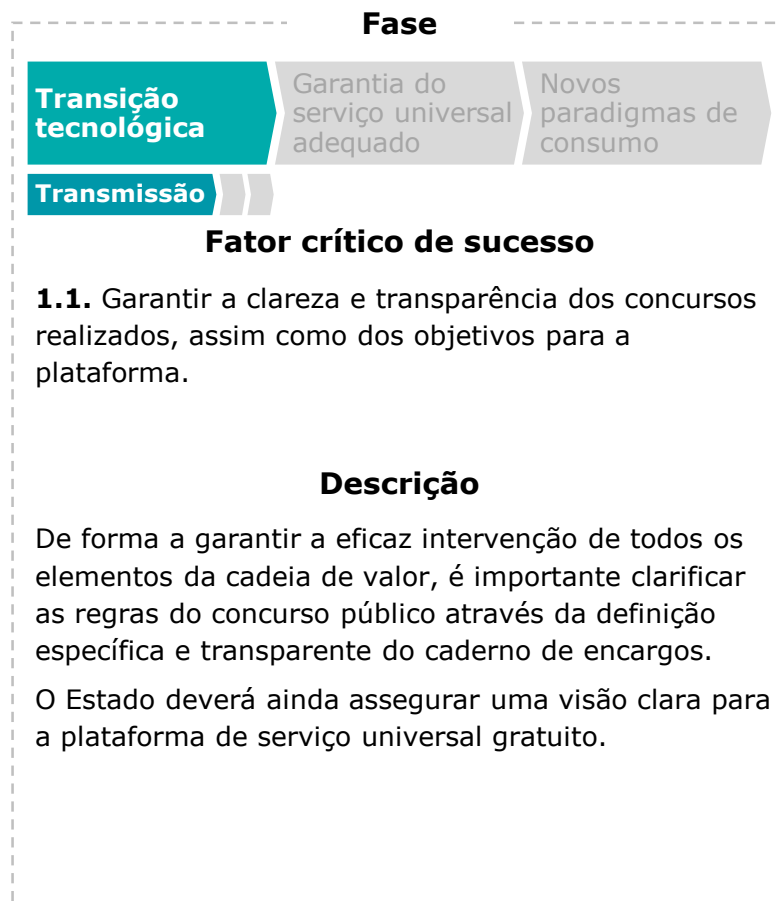 Fase
Transição
tecnológica
Garantia do
serviço universal
adequado
Novos
paradigmas de
consumo
Transmissão
Fator crítico de sucesso
1.1. Garantir a clareza e transparência dos concursos
realizados, assim como dos objetivos para a
plataforma.
Descrição
De forma a garantir a eficaz intervenção de todos os
elementos da cadeia de valor, é importante clarificar
as regras do concurso público através da definição
específica e transparente do caderno de encargos.
O Estado deverá ainda assegurar uma visão clara para
a plataforma de serviço universal gratuito.